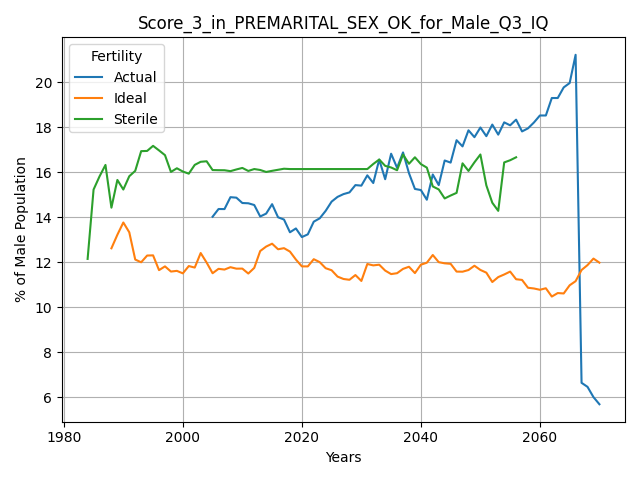 Score_3_in_PREMARITAL_SEX_OK_for_Male_Q3_IQ
Fertility
Actual
Ideal
Sterile
% of Male Population
20
18
16
14
12
10
8
6
1980 2000 2020 2040 2060
Years